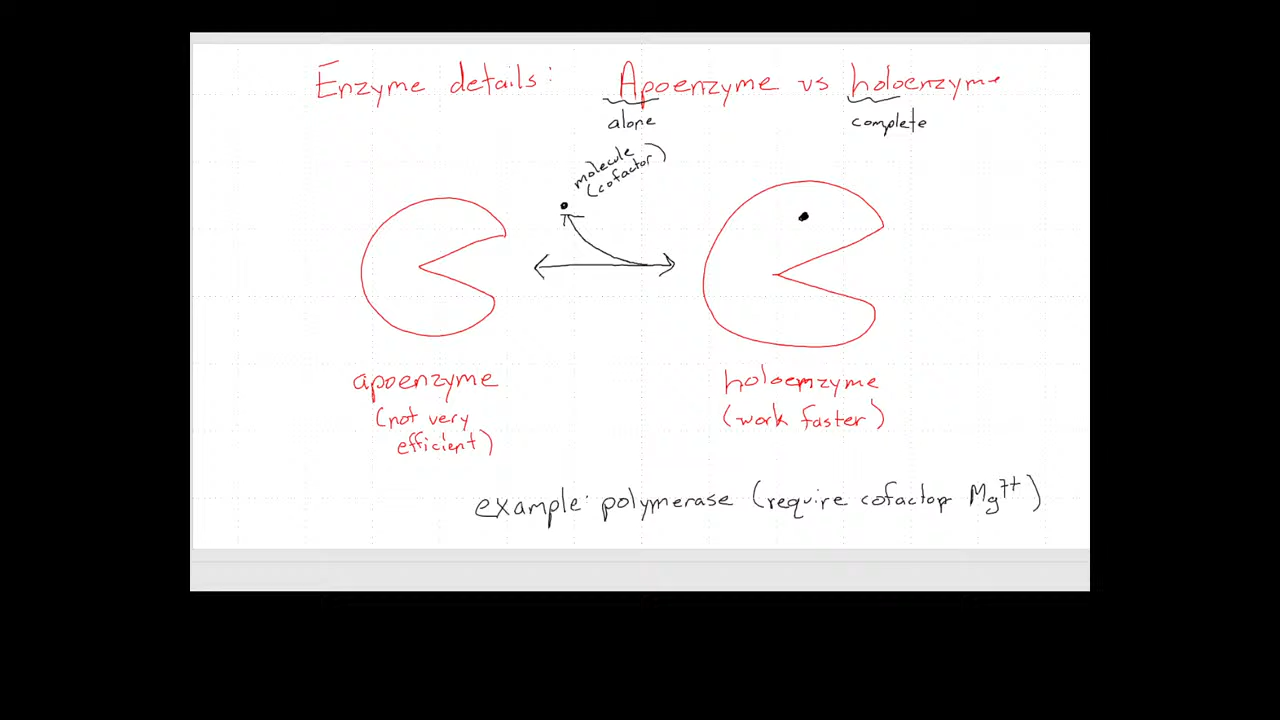 Enzyme details: Apoenzyme vs holoenzyme
alone
complete
molecule
(cofactor)
apoenzyme
(not very
efficient)
holoenzyme
(work faster)
example: polymerase (require cofactor Mg²⁺)